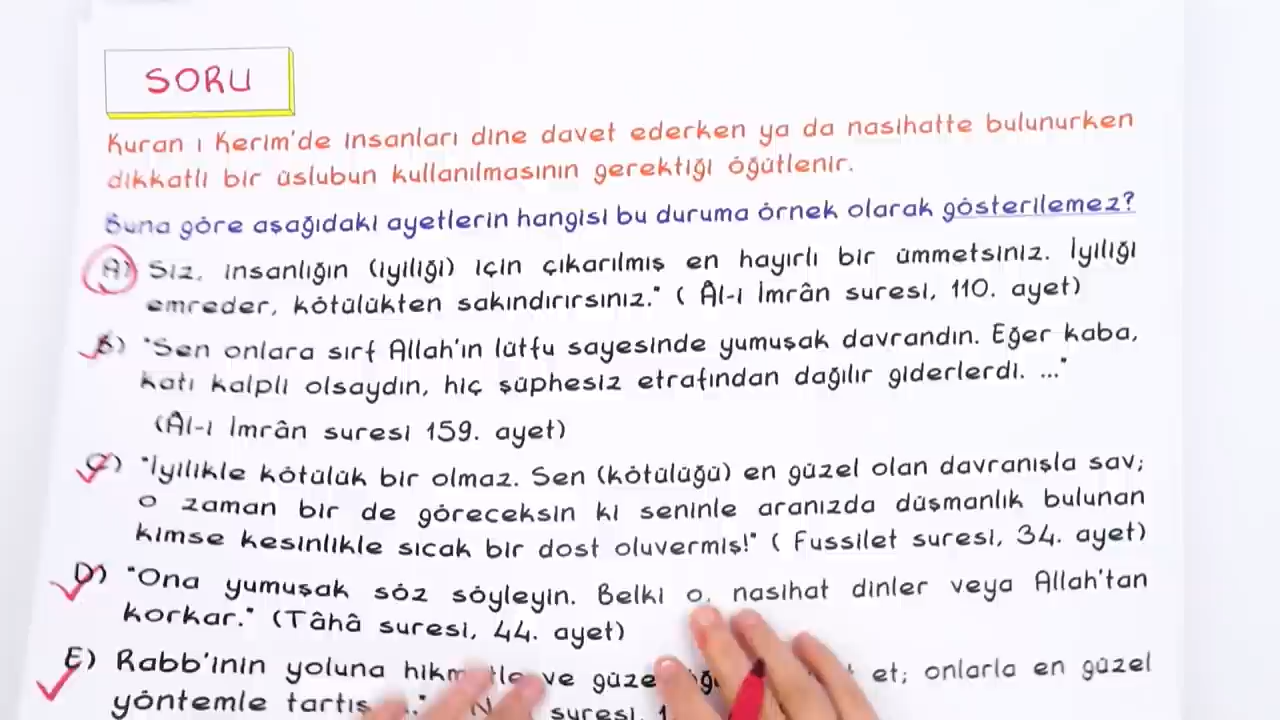 SORU
Kuran ı Kerim'de insanları dine davet ederken ya da nasihatte bulunurken
dikkatli bir üslubun kullanılmasının gerektiği öğütlenir.
Buna göre aşağıdaki ayetlerin hangisi bu duruma örnek olarak gösterilemez?
A) Siz, insanlığın (iyiliği) için çıkarılmış en hayırlı bir ümmetsiniz. İyiliği
emreder, kötülükten sakındırırsınız." ( Âl-i İmrân suresi, 110. ayet)
B) "Sen onlara sırf Allah'ın lütfu sayesinde yumuşak davrandın. Eğer kaba,
katı kalpli olsaydın, hiç şüphesiz etrafından dağılır giderlerdi. ..."
(Âl-i İmrân suresi 159. ayet)
C) "İyilikle kötülük bir olmaz. Sen (kötülüğü) en güzel olan davranışla sav;
o zaman bir de göreceksin ki seninle aranızda düşmanlık bulunan
kimse kesinlikle sıcak bir dost oluvermiş!" ( Fussilet suresi, 34. ayet)
D) "Ona yumuşak söz söyleyin. Belki o, nasihat dinler veya Allah'tan
korkar." (Tâhâ suresi, 44. ayet)
E) Rabb'inin yoluna ve et; onlarla en güzel
yöntemle suresi,